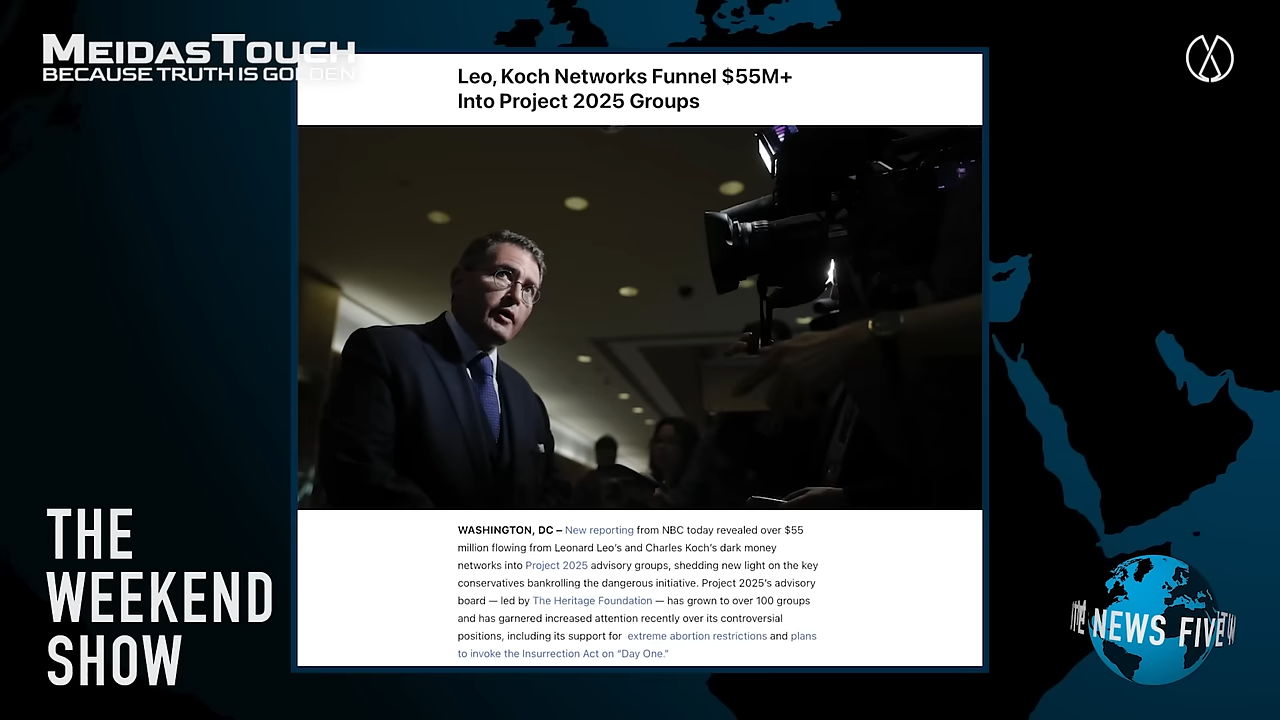 MEIDASTOUCH
BECAUSE TRUTH IS GOLDEN
Leo, Koch Networks Funnel $55M+
Into Project 2025 Groups
WASHINGTON, DC – New reporting from NBC today revealed over $55
million flowing from Leonard Leo's and Charles Koch's dark money
networks into Project 2025 advisory groups, shedding new light on the key
conservatives bankrolling the dangerous initiative. Project 2025's advisory
board — led by The Heritage Foundation — has grown to over 100 groups
and has garnered increased attention recently over its controversial
positions, including its support for extreme abortion restrictions and plans
to invoke the Insurrection Act on “Day One.”
THE
WEEKEND
SHOW
NEWS FIVE